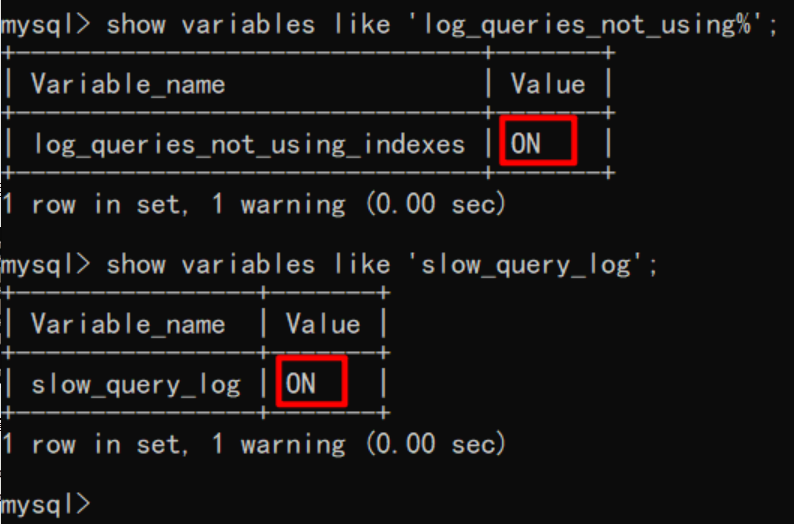 mysql> show variables like 'log_queries_not_using%';
+-------------------------------+-------+
| Variable_name | Value |
+-------------------------------+-------+
| log_queries_not_using_indexes | ON |
+-------------------------------+-------+
1 row in set, 1 warning (0.00 sec)
mysql> show variables like 'slow_query_log';
+----------------+-------+
| Variable_name | Value |
+----------------+-------+
| slow_query_log | ON |
+----------------+-------+
1 row in set, 1 warning (0.00 sec)
mysql>